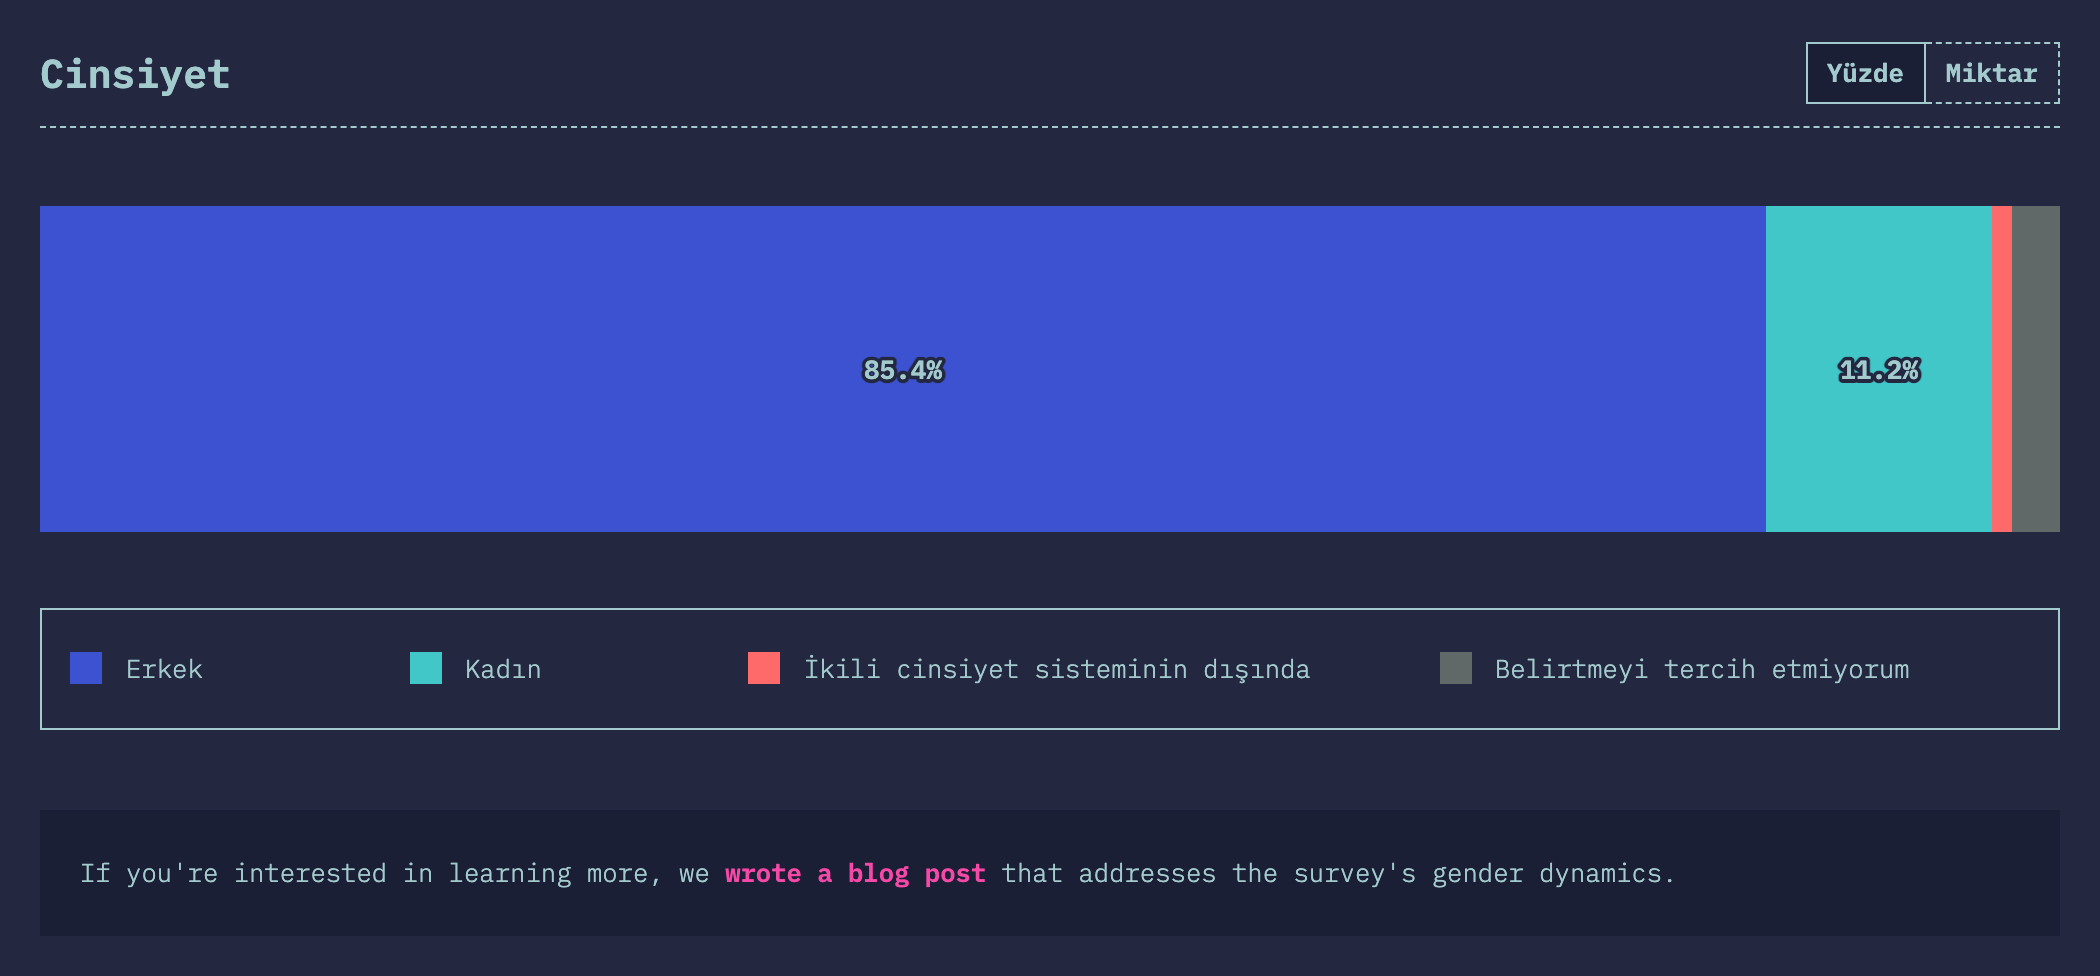 Cinsiyet
Yüzde Miktar
85.4% 11.2%
Erkek Kadın İkili cinsiyet sisteminin dışında Belirtmeyi tercih etmiyorum
If you're interested in learning more, we wrote a blog post that addresses the survey's gender dynamics.